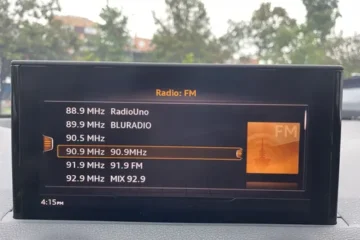 Radio: FM
88.9 MHz RadioUno
89.9 MHz BLURADIO
90.5 MHz
90.9 MHz 90.9MHz
91.9 MHz 91.9 FM
92.9 MHz MIX 92.9
FM
4:15PM